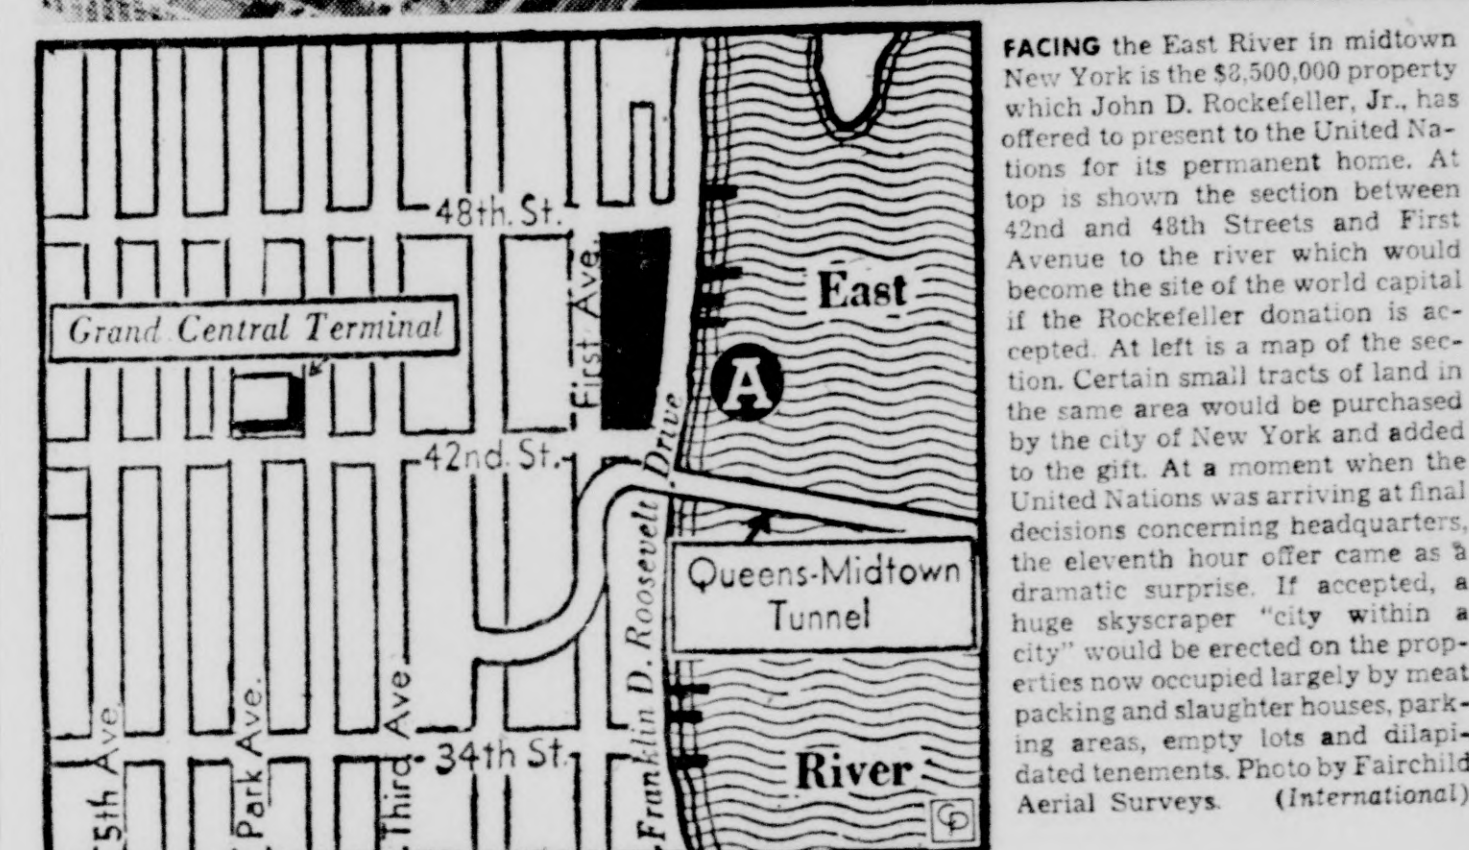 48th. St.
First Ave.
East
Grand Central Terminal
A
42nd. St.
Franklin D. Roosevelt Drive
Queens-Midtown
Tunnel
5th Ave.
Park Ave.
Third Ave.
34th St.
River
CP
FACING the East River in midtown
New York is the $8,500,000 property
which John D. Rockefeller, Jr., has
offered to present to the United Na-
tions for its permanent home. At
top is shown the section between
42nd and 48th Streets and First
Avenue to the river which would
become the site of the world capital
if the Rockefeller donation is ac-
cepted. At left is a map of the sec-
tion. Certain small tracts of land in
the same area would be purchased
by the city of New York and added
to the gift. At a moment when the
United Nations was arriving at final
decisions concerning headquarters,
the eleventh hour offer came as a
dramatic surprise. If accepted, a
huge skyscraper "city within a
city" would be erected on the prop-
erties now occupied largely by meat
packing and slaughter houses, park-
ing areas, empty lots and dilapi-
dated tenements. Photo by Fairchild
Aerial Surveys. (International)